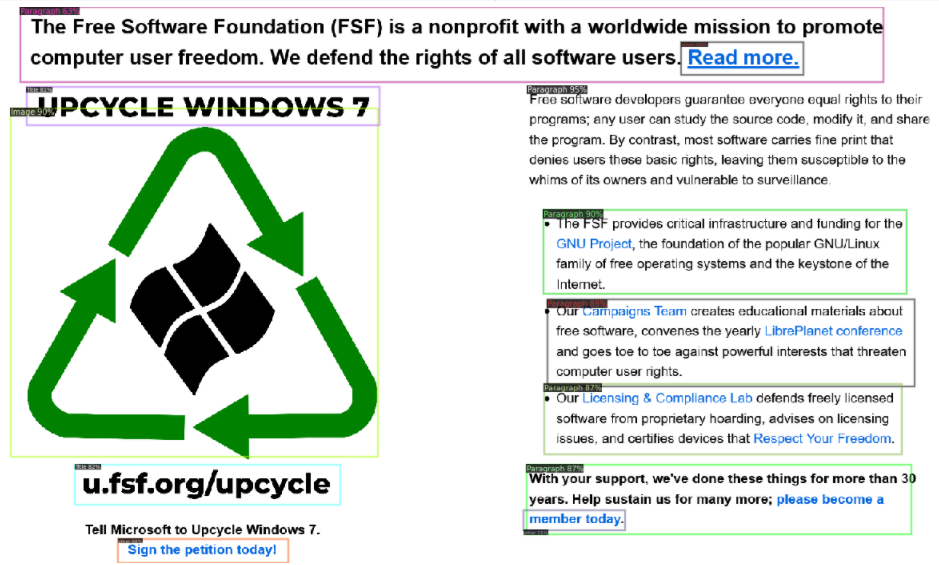 Paragraph 63%
The Free Software Foundation (FSF) is a nonprofit with a worldwide mission to promote
computer user freedom. We defend the rights of all software users. Read more.
Title 81%
UPCYCLE WINDOWS 7
Image 90%
u.fsf.org/upcycle
Title 82%
Tell Microsoft to Upcycle Windows 7.
Sign the petition today!
Paragraph 95%
Free software developers guarantee everyone equal rights to their
programs; any user can study the source code, modify it, and share
the program. By contrast, most software carries fine print that
denies users these basic rights, leaving them susceptible to the
whims of its owners and vulnerable to surveillance.
Paragraph 90%
• The FSF provides critical infrastructure and funding for the
GNU Project, the foundation of the popular GNU/Linux
family of free operating systems and the keystone of the
Internet.
• Our Campaigns Team creates educational materials about
free software, convenes the yearly LibrePlanet conference
and goes toe to toe against powerful interests that threaten
computer user rights.
Paragraph 87%
• Our Licensing & Compliance Lab defends freely licensed
software from proprietary hoarding, advises on licensing
issues, and certifies devices that Respect Your Freedom.
Paragraph 87%
With your support, we've done these things for more than 30
years. Help sustain us for many more; please become a
member today.